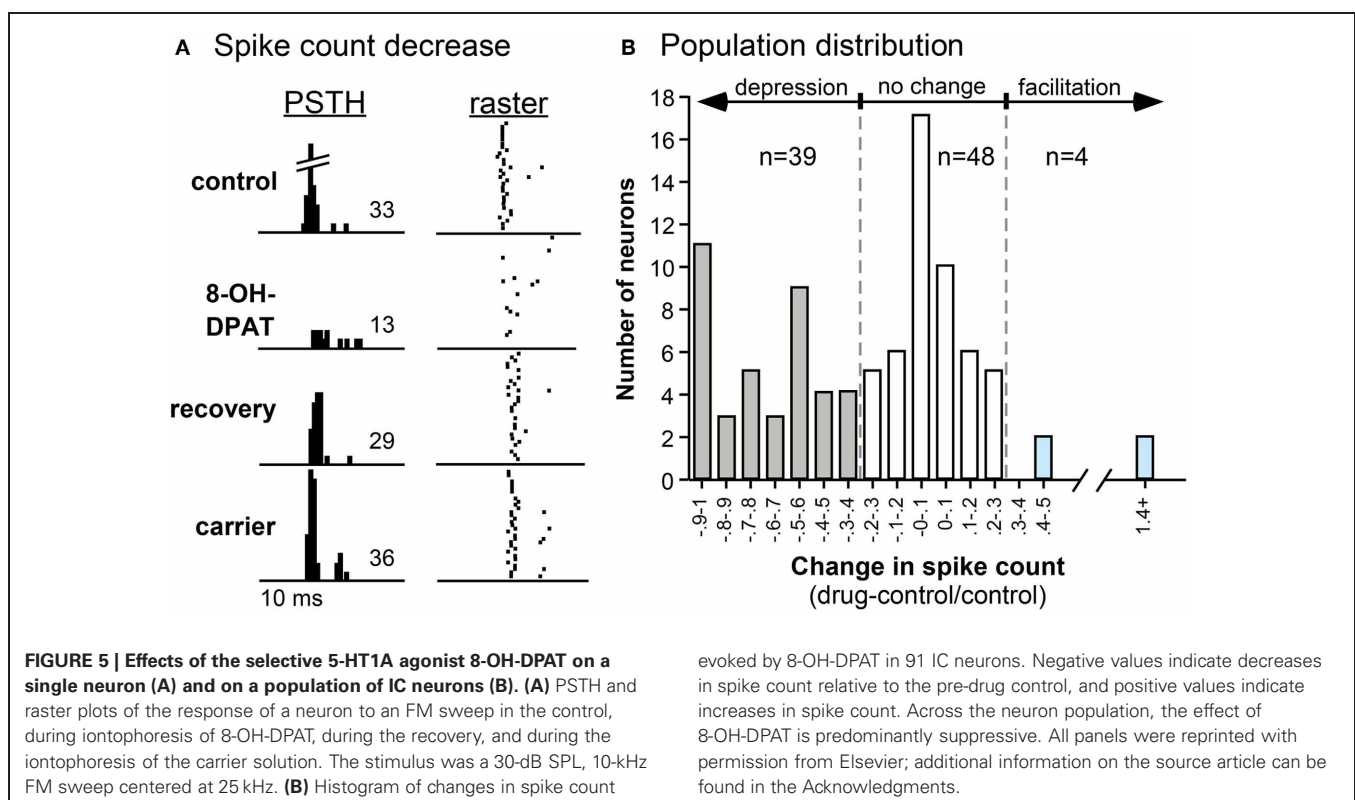 A Spike count decrease
PSTH
raster
control
33
8-OH-
DPAT
13
recovery
29
carrier
36
10 ms
B Population distribution
depression
no change
facilitation
n=39
n=48
n=4
Number of neurons
18
16
14
12
10
8
6
4
2
0
-.9-1
-.8-.9
-.7-.8
-.6-.7
-.5-.6
-.4-.5
-.3-.4
-.2-.3
-.1-.2
-0-.1
0-.1
.1-.2
.2-.3
.3-.4
.4-.5
1.4+
Change in spike count
(drug-control/control)
FIGURE 5 | Effects of the selective 5-HT1A agonist 8-OH-DPAT on a
single neuron (A) and on a population of IC neurons (B). (A) PSTH and
raster plots of the response of a neuron to an FM sweep in the control,
during iontophoresis of 8-OH-DPAT, during the recovery, and during the
iontophoresis of the carrier solution. The stimulus was a 30-dB SPL, 10-kHz
FM sweep centered at 25 kHz. (B) Histogram of changes in spike count
evoked by 8-OH-DPAT in 91 IC neurons. Negative values indicate decreases
in spike count relative to the pre-drug control, and positive values indicate
increases in spike count. Across the neuron population, the effect of
8-OH-DPAT is predominantly suppressive. All panels were reprinted with
permission from Elsevier; additional information on the source article can be
found in the Acknowledgments.